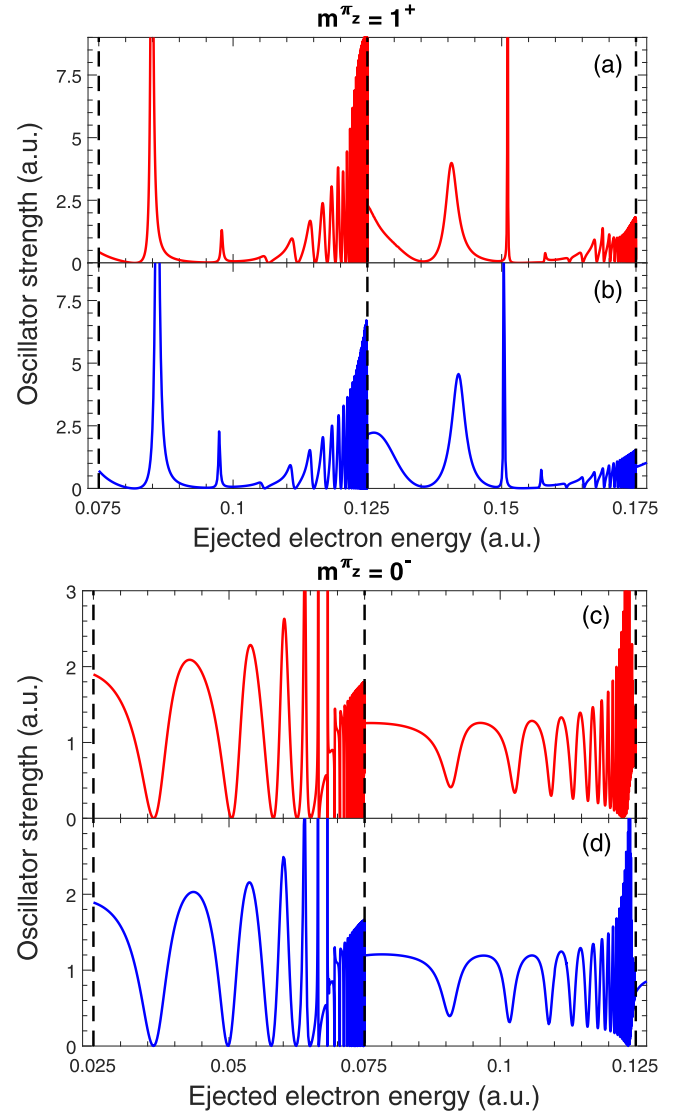 m^πz = 1^+
7.5
5
2.5
0
(a)
7.5
5
2.5
0
(b)
Oscillator strength (a.u.)
0.075 0.1 0.125 0.15 0.175
Ejected electron energy (a.u.)
m^πz = 0^-
3
2
1
0
(c)
2
1
0
(d)
Oscillator strength (a.u.)
0.025 0.05 0.075 0.1 0.125
Ejected electron energy (a.u.)